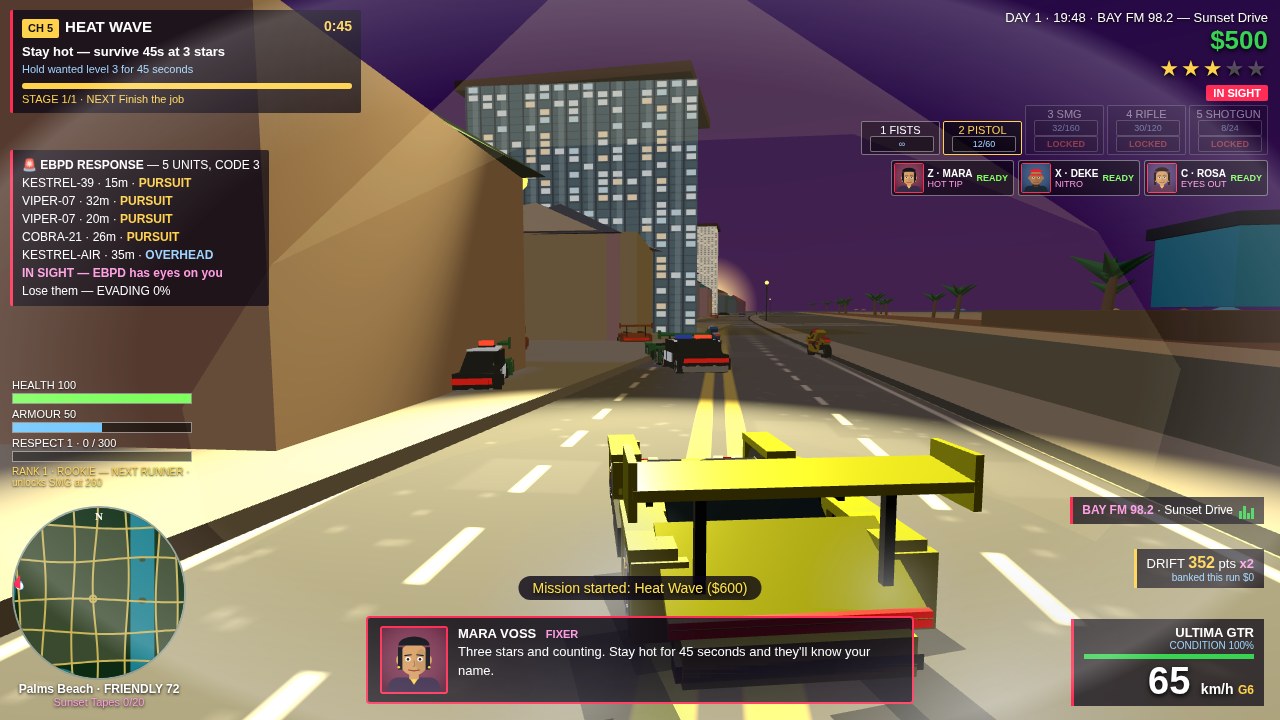 CH 5 HEAT WAVE 0:45
Stay hot — survive 45s at 3 stars
Hold wanted level 3 for 45 seconds
STAGE 1/1 · NEXT Finish the job
DAY 1 · 19:48 · BAY FM 98.2 — Sunset Drive
$500
IN SIGHT
1 FISTS 2 PISTOL 3 SMG 4 RIFLE 5 SHOTGUN
∞ 12/60 32/160 30/120 8/24
LOCKED LOCKED LOCKED
Z · MARA READY X · DEKE READY C · ROSA READY
HOT TIP NITRO EYES OUT
EBPD RESPONSE — 5 UNITS, CODE 3
KESTREL-39 · 15m · PURSUIT
VIPER-07 · 32m · PURSUIT
VIPER-07 · 20m · PURSUIT
COBRA-21 · 26m · PURSUIT
KESTREL-AIR · 35m · OVERHEAD
IN SIGHT — EBPD has eyes on you
Lose them — EVADING 0%
HEALTH 100
ARMOUR 50
RESPECT 1 · 0 / 300
RANK 1 · ROOKIE — NEXT RUNNER ·
unlocks SMG at 260
N
Palms Beach · FRIENDLY 72
Sunset Tapes 0/20
Mission started: Heat Wave ($600)
MARA VOSS FIXER
Three stars and counting. Stay hot for 45 seconds and they'll know your
name.
BAY FM 98.2 · Sunset Drive
DRIFT 352 pts x2
banked this run $0
ULTIMA GTR
CONDITION 100%
65 km/h G6